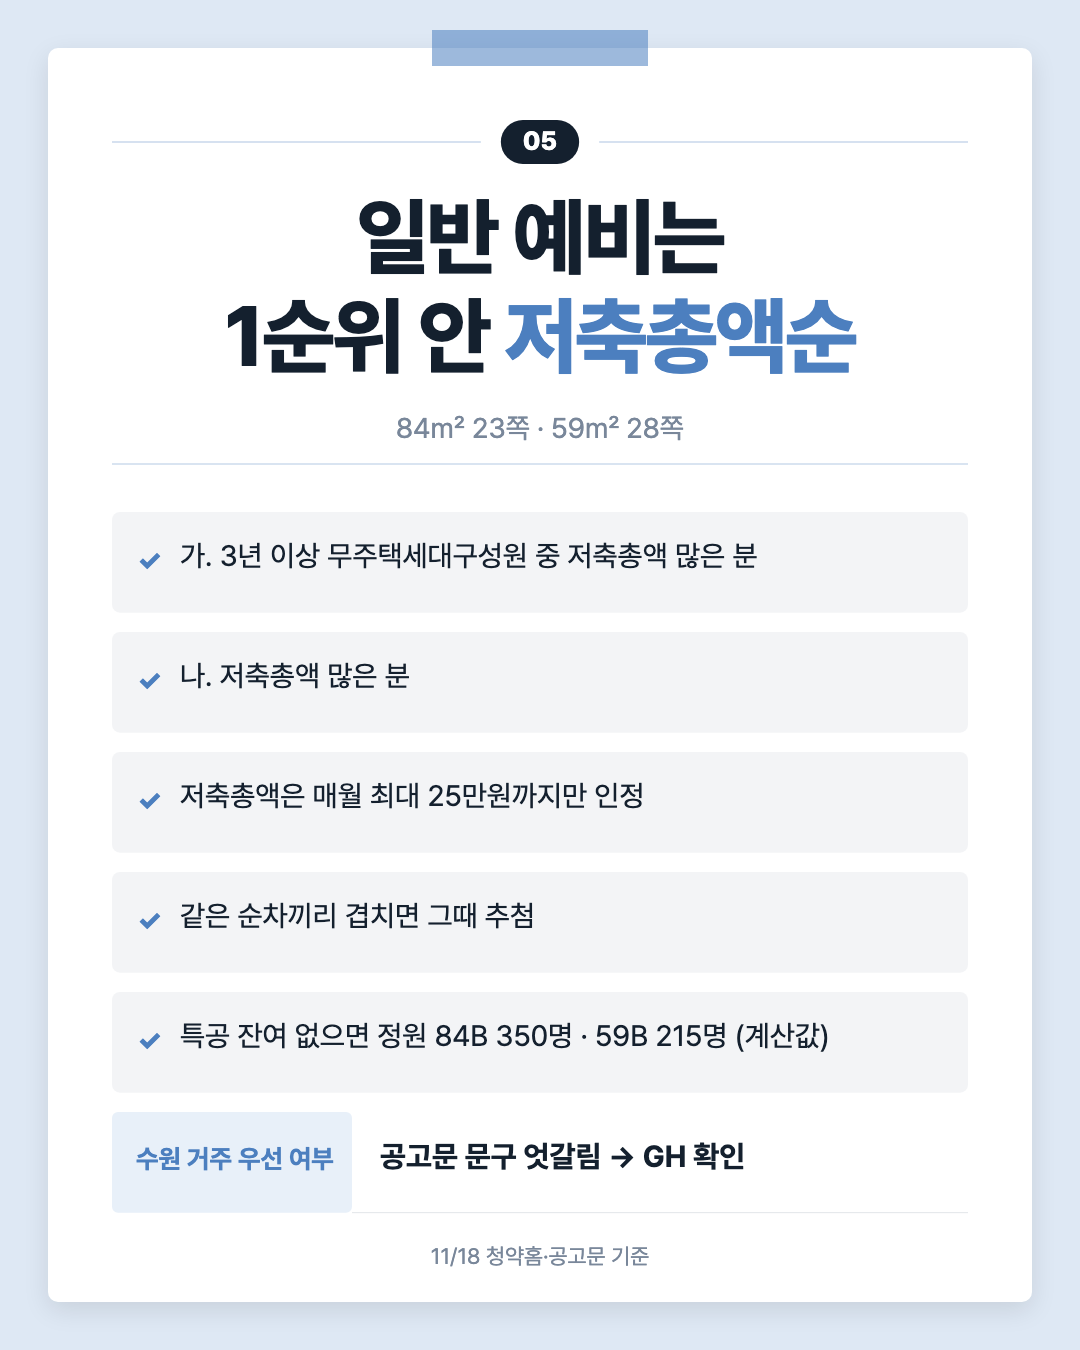 05
일반 예비는
1순위 안 저축총액순
84m² 23쪽 · 59m² 28쪽
가. 3년 이상 무주택세대구성원 중 저축총액 많은 분
나. 저축총액 많은 분
저축총액은 매월 최대 25만원까지만 인정
같은 순차끼리 겹치면 그때 추첨
특공 잔여 없으면 정원 84B 350명 · 59B 215명 (계산값)
수원 거주 우선 여부 공고문 문구 엇갈림 → GH 확인
11/18 청약홈·공고문 기준